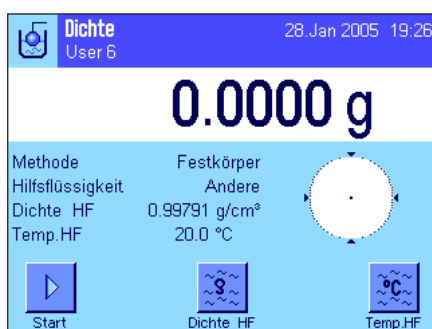 Dichte
User 6
28.Jan 2005 19:26
0.0000 g
Methode Festkörper
Hilfsflüssigkeit Andere
Dichte HF 0.99791 g/cm³
Temp.HF 20.0 °C
°C
Start Dichte HF Temp.HF